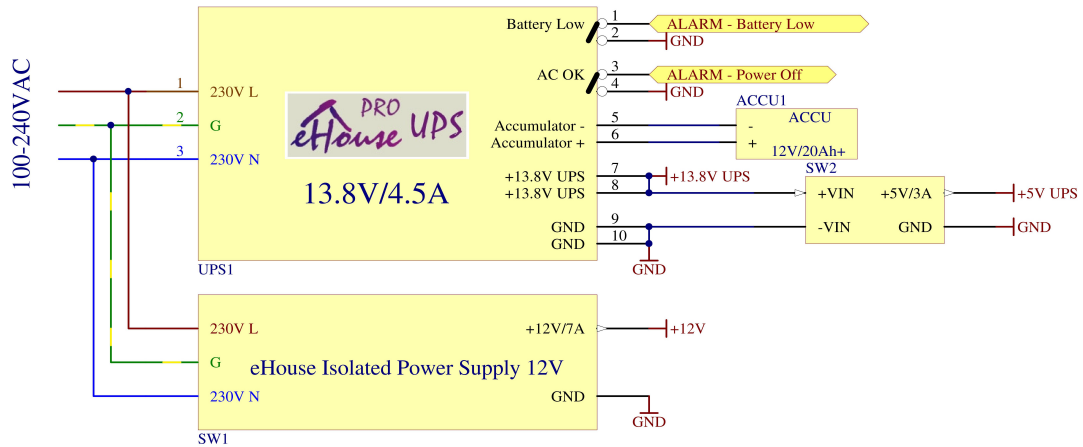 100-240VAC
1
230V L
2
G
3
230V N
PRO
eHouse UPS
13.8V/4.5A
UPS1
Battery Low
1
2
ALARM - Battery Low
GND
AC OK
3
4
ALARM - Power Off
GND
Accumulator -
5
Accumulator +
6
ACCU1
ACCU
-
+
12V/20Ah+
+13.8V UPS
7
+13.8V UPS
+13.8V UPS
8
SW2
+VIN
+5V/3A
+5V UPS
-VIN
GND
GND
GND
9
GND
10
GND
230V L
+12V/7A
+12V
G
eHouse Isolated Power Supply 12V
230V N
GND
GND
SW1